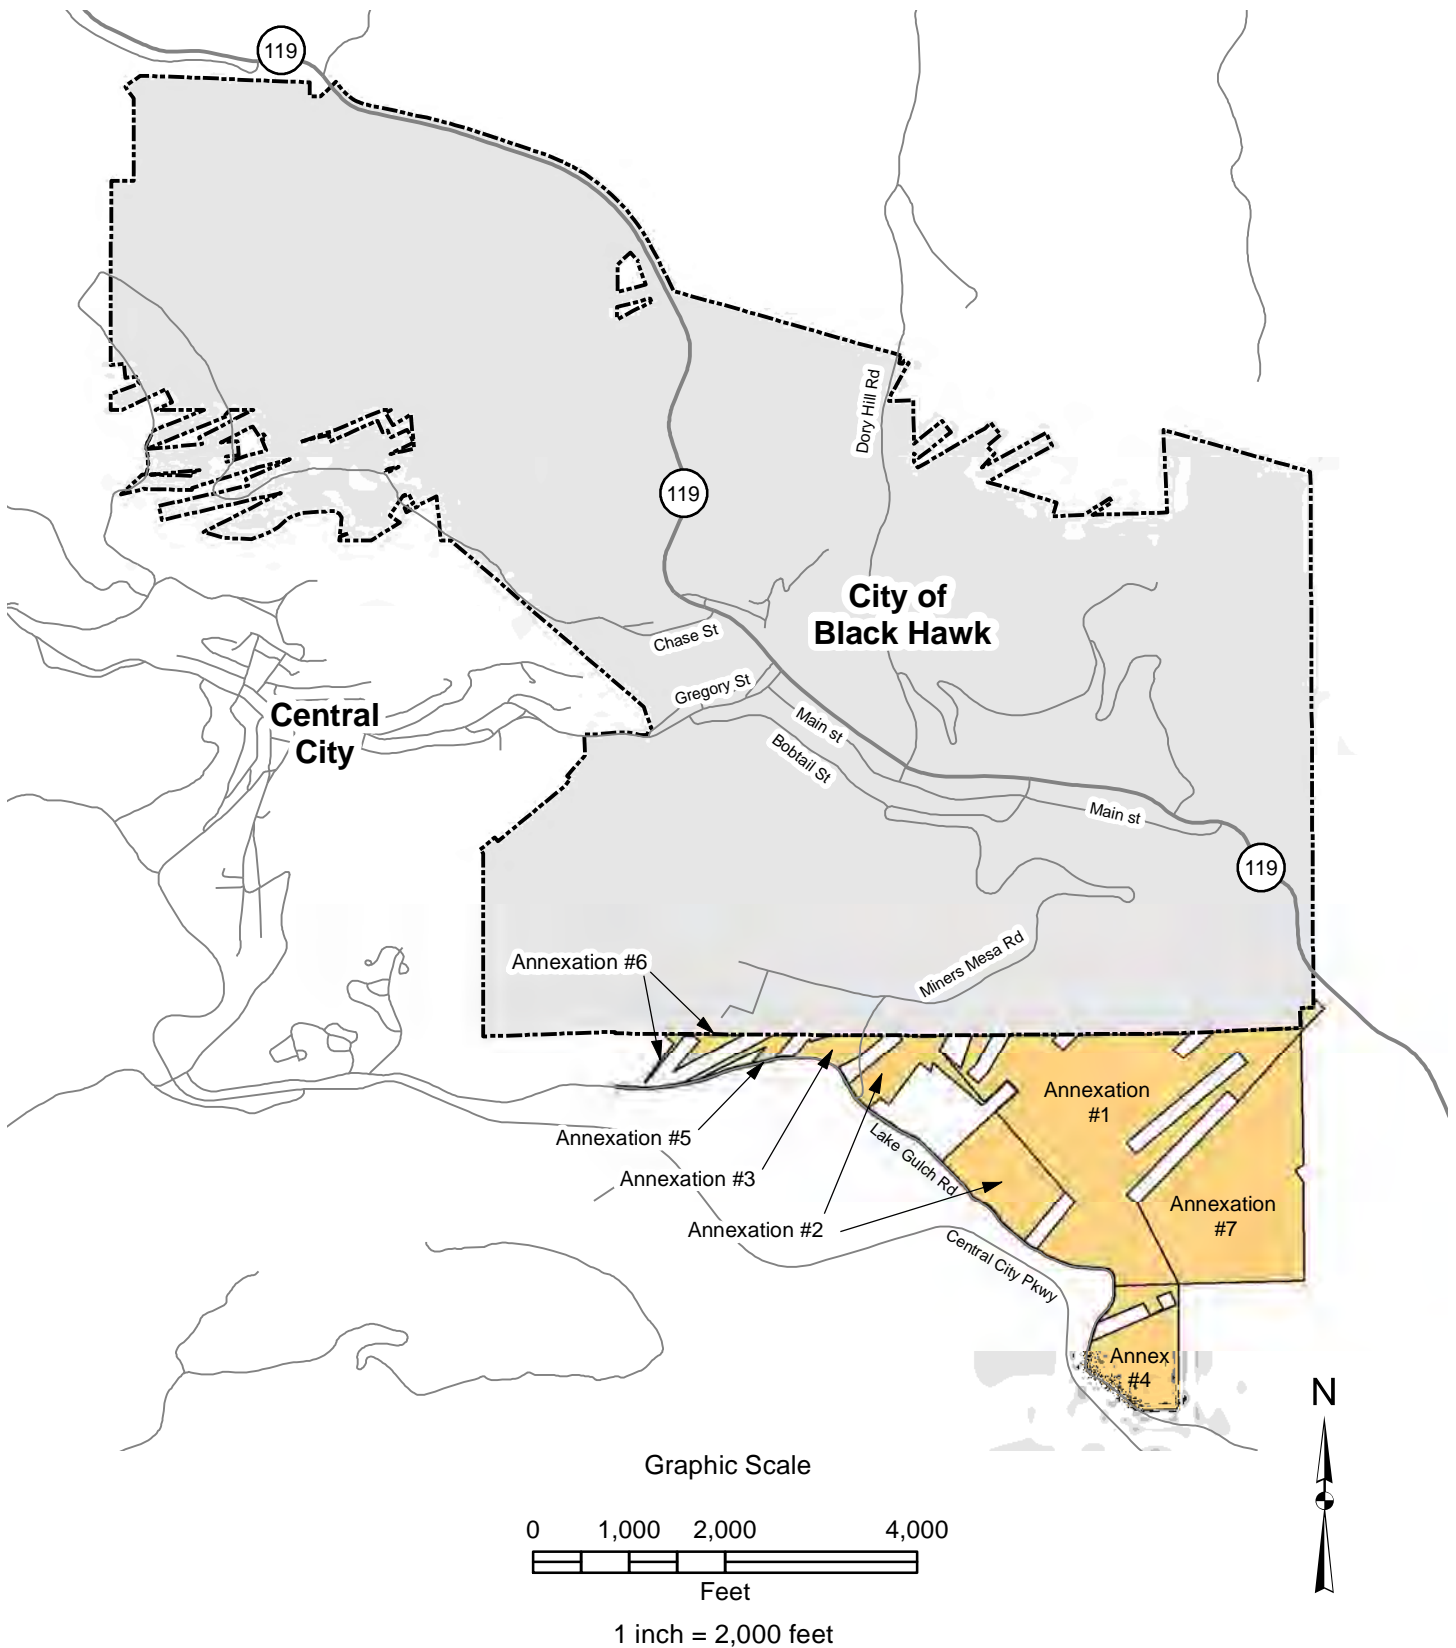 119
Dory Hill Rd
119
City of
Black Hawk
Chase St
Gregory St
Main st
Bobtail St
Central
City
Main st
119
Annexation #6
Miners Mesa Rd
Annexation
#1
Annexation #5
Lake Gulch Rd
Annexation #3
Annexation #2
Annexation
#7
Central City Pkwy
Annex
#4
N
Graphic Scale
0 1,000 2,000 4,000
Feet
1 inch = 2,000 feet